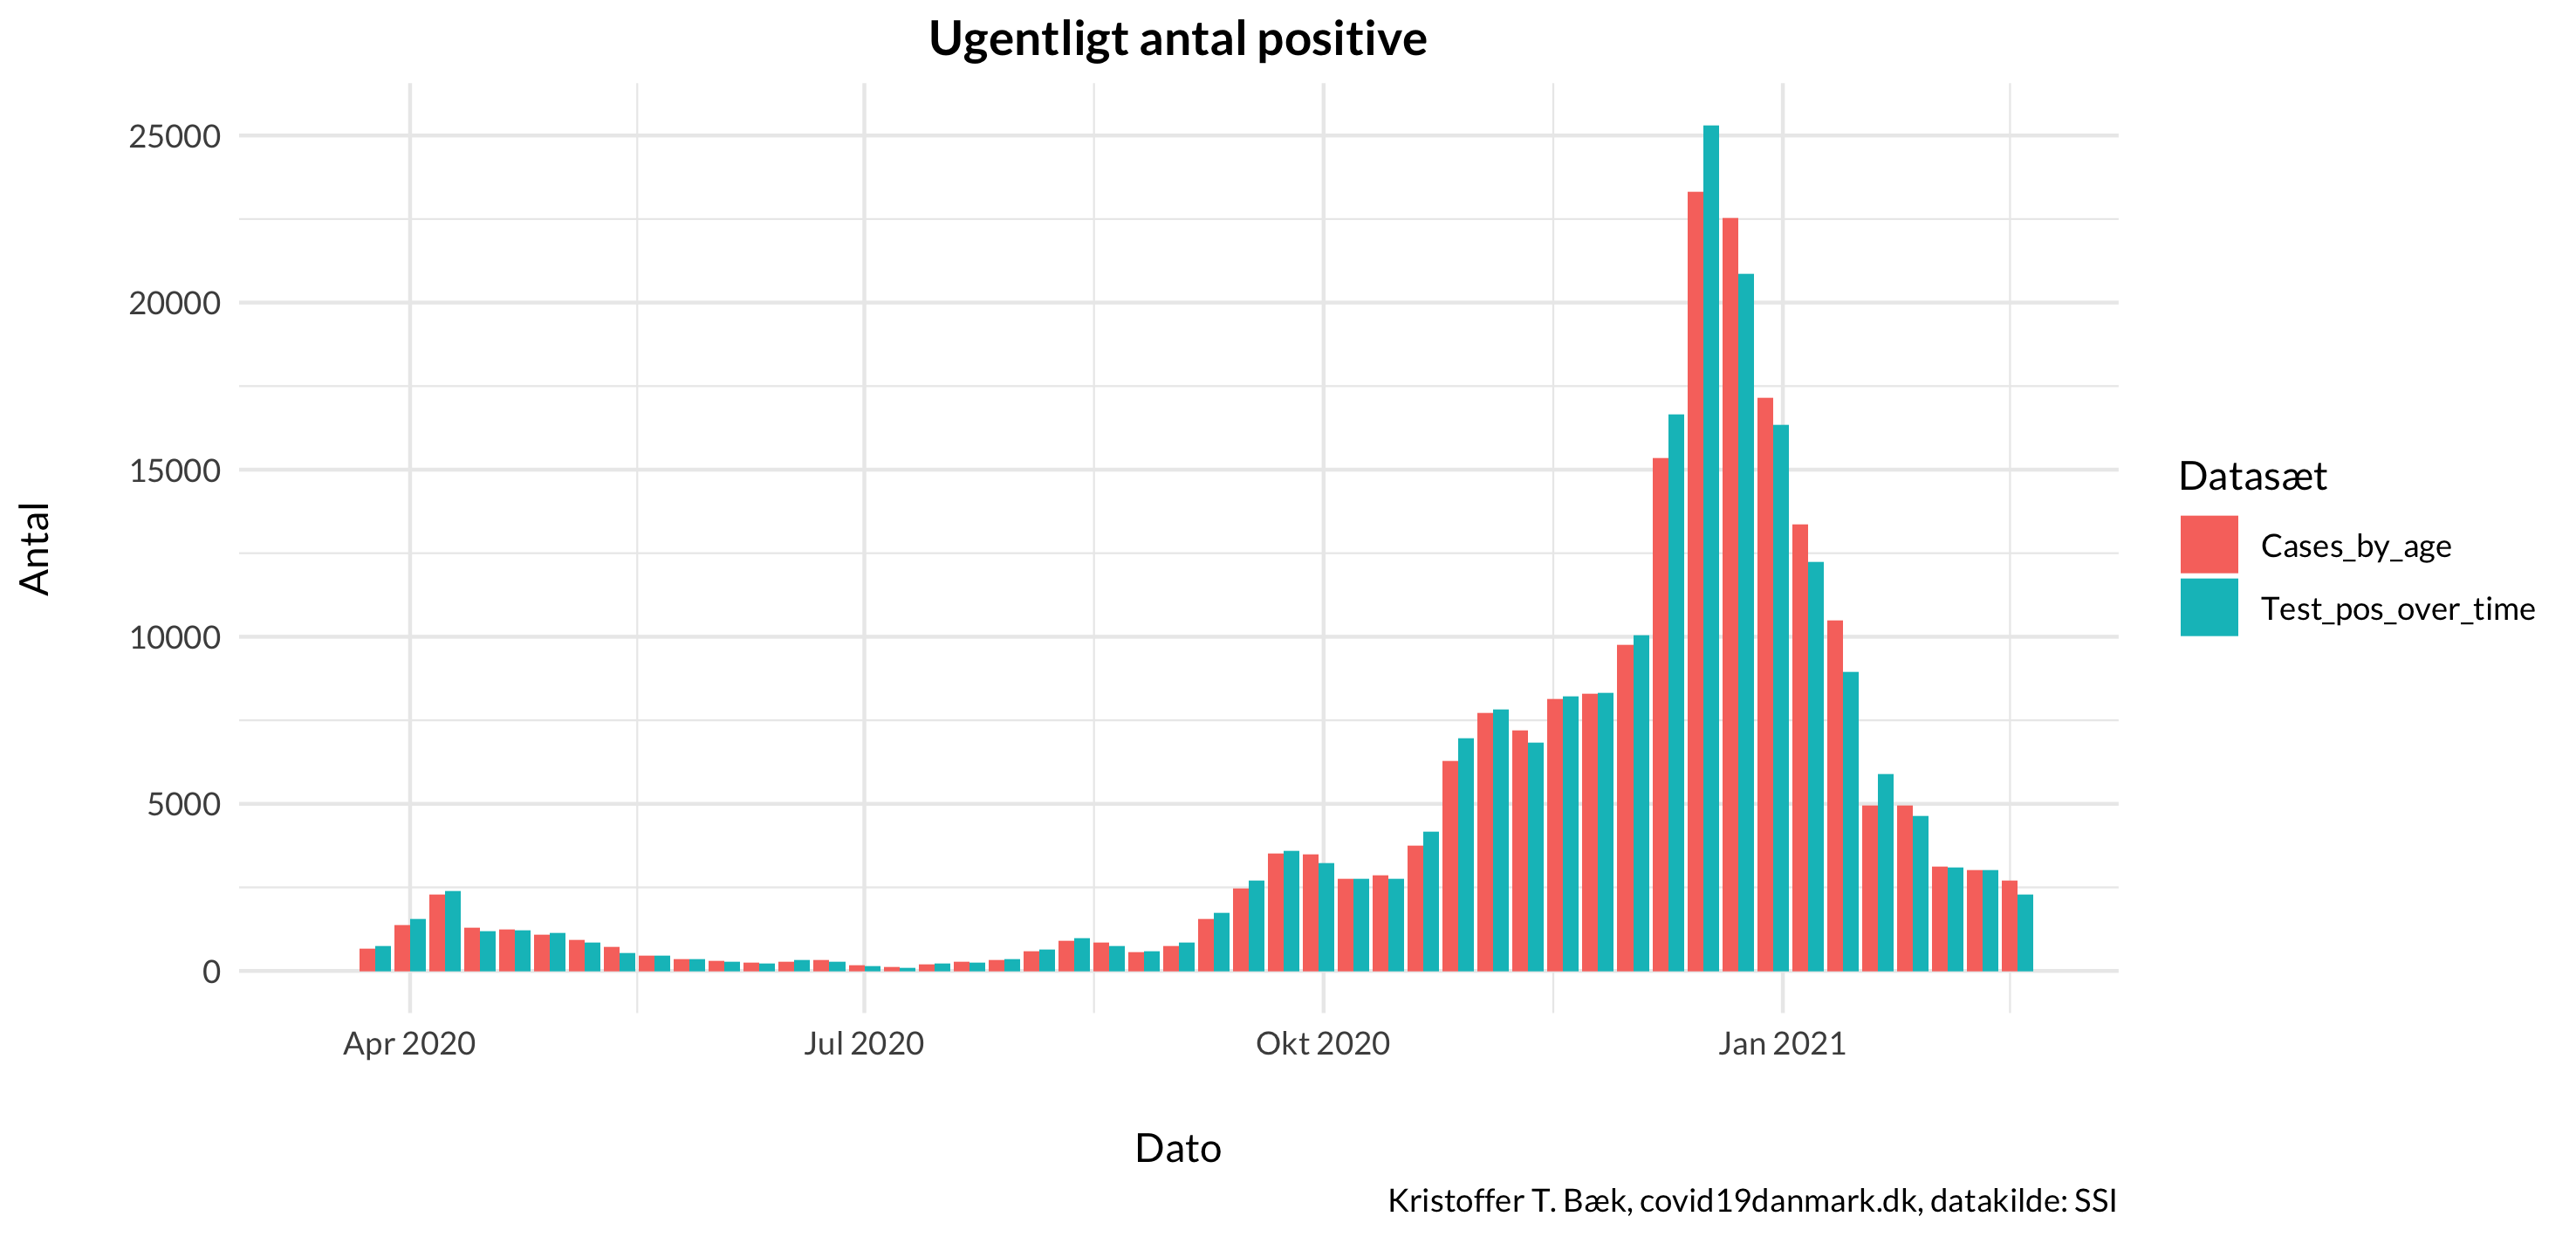 Ugentligt antal positive
Antal
25000
20000
15000
10000
5000
0
Apr 2020
Jul 2020
Okt 2020
Jan 2021
Dato
Datasæt
Cases_by_age
Test_pos_over_time
Kristoffer T. Bæk, covid19danmark.dk, datakilde: SSI